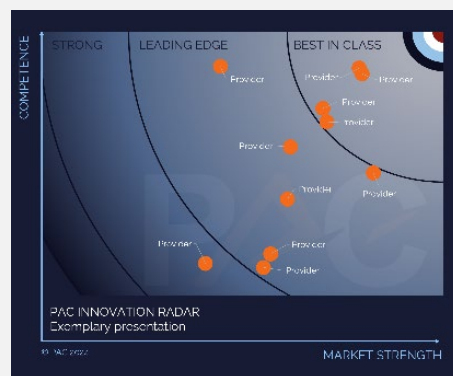 COMPETENCE
STRONG
LEADING EDGE
BEST IN CLASS
Provider
Provider
Provider
Provider
Provider
Provider
Provider
Provider
Provider
Provider
Provider
PAC
PAC INNOVATION RADAR
Exemplary presentation
MARKET STRENGTH